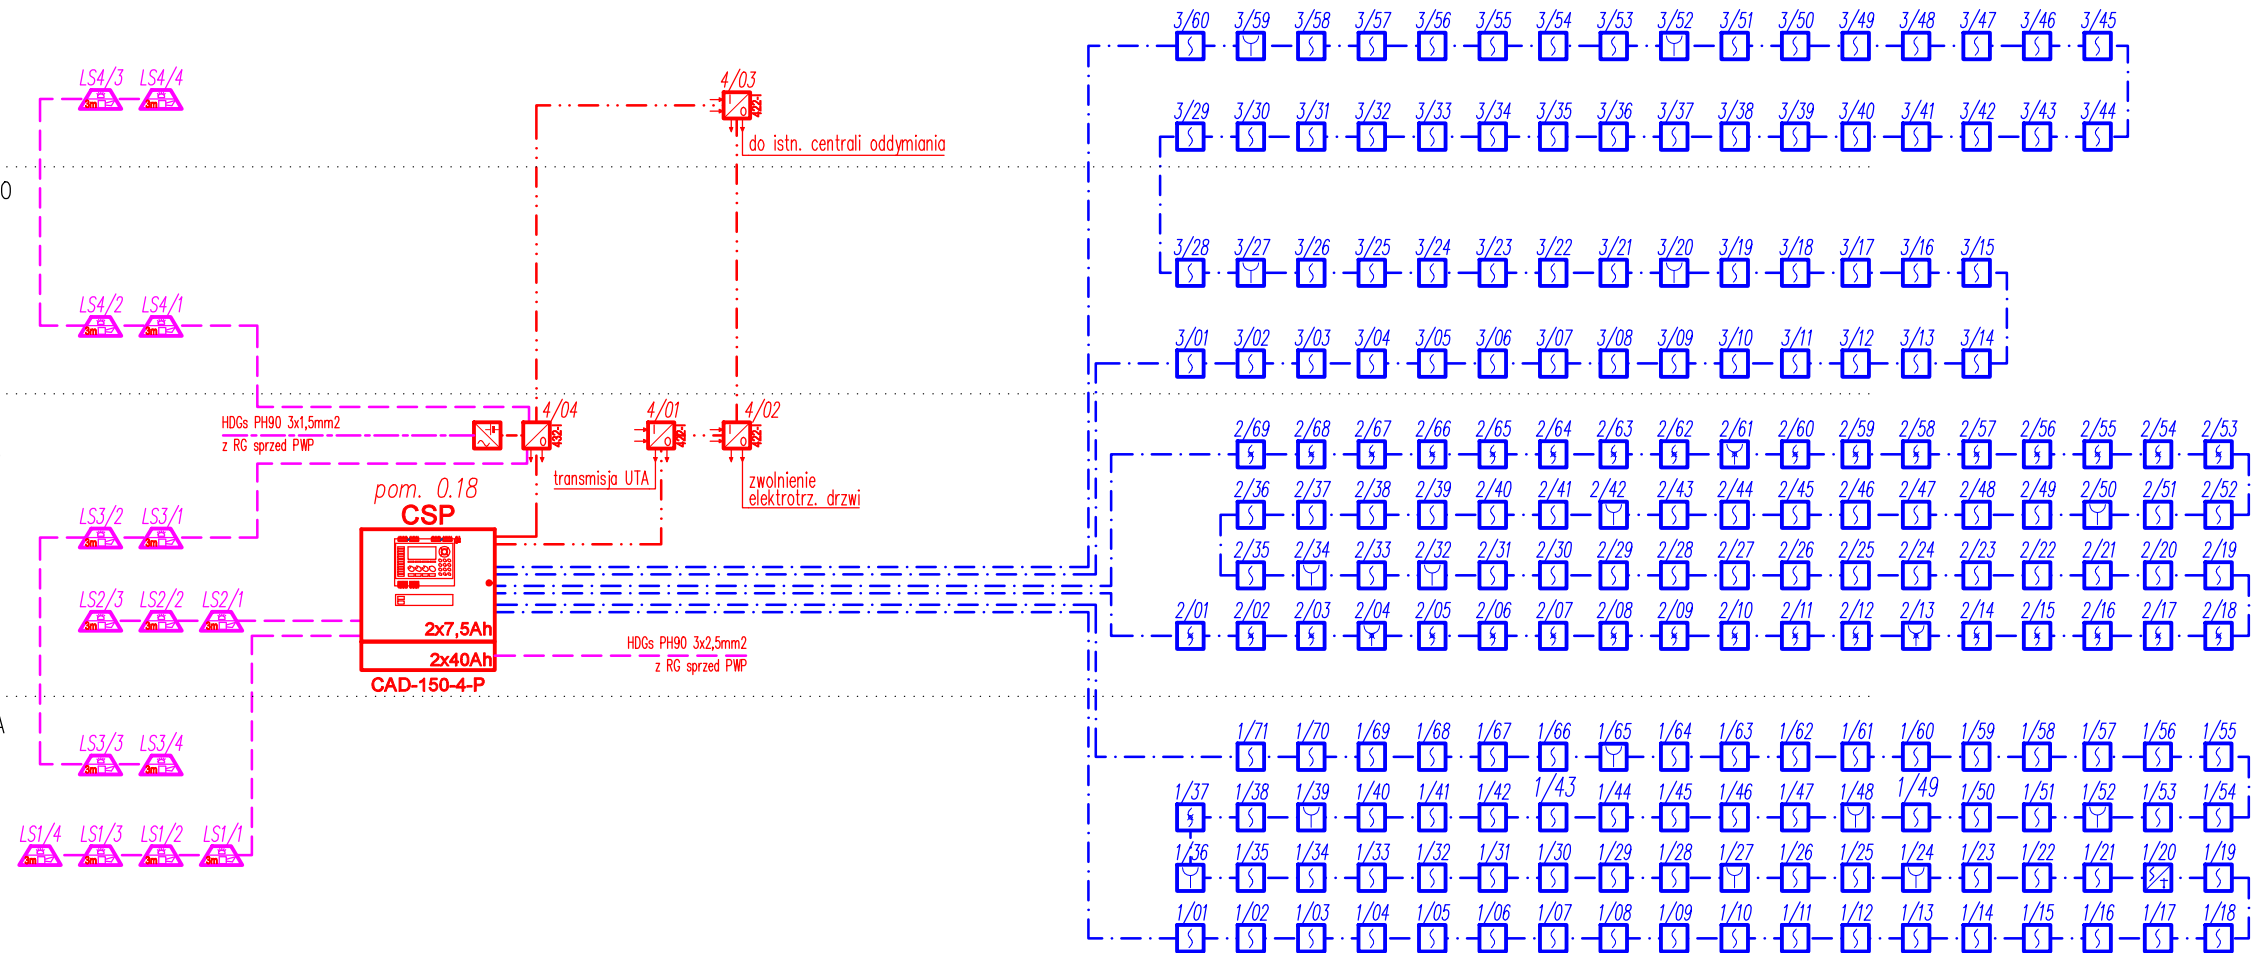 3/60 3/59 3/58 3/57 3/56 3/55 3/54 3/53 3/52 3/51 3/50 3/49 3/48 3/47 3/46 3/45
LS4/3 LS4/4
4/03
422-I
I O
3/29 3/30 3/31 3/32 3/33 3/34 3/35 3/36 3/37 3/38 3/39 3/40 3/41 3/42 3/43 3/44
3m 3m
do istn. centrali oddymiania
O
3/28 3/27 3/26 3/25 3/24 3/23 3/22 3/21 3/20 3/19 3/18 3/17 3/16 3/15
LS4/2 LS4/1
3m 3m
3/01 3/02 3/03 3/04 3/05 3/06 3/07 3/08 3/09 3/10 3/11 3/12 3/13 3/14
HDGs PH90 3x1,5mm2
z RG sprzed PWP
4/04 4/01 4/02
432-I 422-I 422-I
2/69 2/68 2/67 2/66 2/65 2/64 2/63 2/62 2/61 2/60 2/59 2/58 2/57 2/56 2/55 2/54 2/53
transmisja UTA
zwolnienie
elektrotrz. drzwi
pom. 0.18
CSP
2/36 2/37 2/38 2/39 2/40 2/41 2/42 2/43 2/44 2/45 2/46 2/47 2/48 2/49 2/50 2/51 2/52
LS3/2 LS3/1
3m 3m
2/35 2/34 2/33 2/32 2/31 2/30 2/29 2/28 2/27 2/26 2/25 2/24 2/23 2/22 2/21 2/20 2/19
LS2/3 LS2/2 LS2/1
3m 3m 3m
2/01 2/02 2/03 2/04 2/05 2/06 2/07 2/08 2/09 2/10 2/11 2/12 2/13 2/14 2/15 2/16 2/17 2/18
2x7,5Ah
2x40Ah
CAD-150-4-P
HDGs PH90 3x2,5mm2
z RG sprzed PWP
A
1/71 1/70 1/69 1/68 1/67 1/66 1/65 1/64 1/63 1/62 1/61 1/60 1/59 1/58 1/57 1/56 1/55
LS3/3 LS3/4
3m 3m
1/37 1/38 1/39 1/40 1/41 1/42 1/43 1/44 1/45 1/46 1/47 1/48 1/49 1/50 1/51 1/52 1/53 1/54
LS1/4 LS1/3 LS1/2 LS1/1
3m 3m 3m 3m
1/36 1/35 1/34 1/33 1/32 1/31 1/30 1/29 1/28 1/27 1/26 1/25 1/24 1/23 1/22 1/21 1/20 1/19
1/01 1/02 1/03 1/04 1/05 1/06 1/07 1/08 1/09 1/10 1/11 1/12 1/13 1/14 1/15 1/16 1/17 1/18